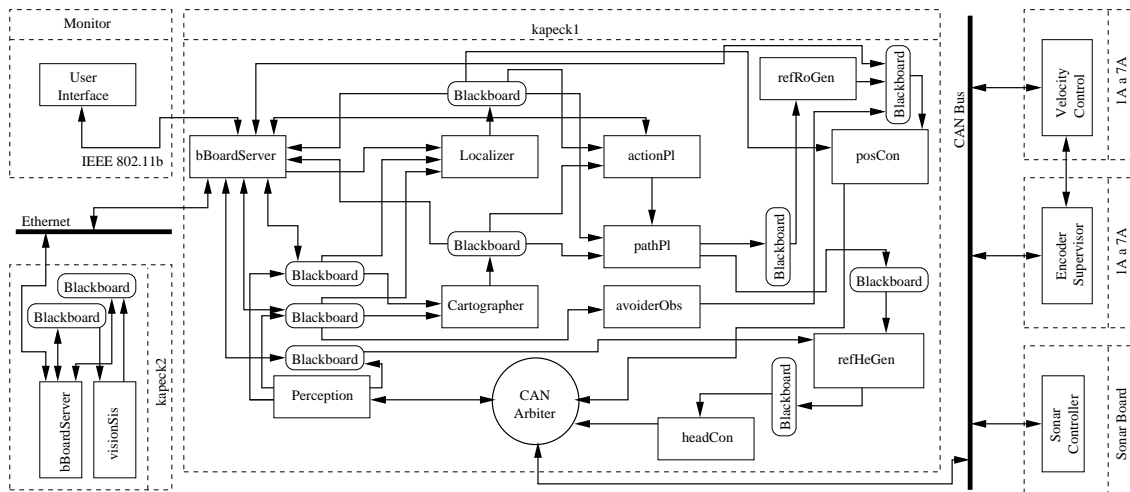 Monitor
User
Interface
IEEE 802.11b
Ethernet
Blackboard
Blackboard
bBoardServer
visionSis
kapeck2
kapeck1
bBoardServer
Blackboard
Localizer
actionPl
refRoGen
Blackboard
posCon
Blackboard
Blackboard
pathPl
Blackboard
Blackboard
Cartographer
avoiderObs
Blackboard
Blackboard
Perception
CAN
Arbiter
Blackboard
headCon
refHeGen
CAN Bus
Velocity
Control
1A a 7A
Encoder
Supervisor
1A a 7A
Sonar
Controller
Sonar Board